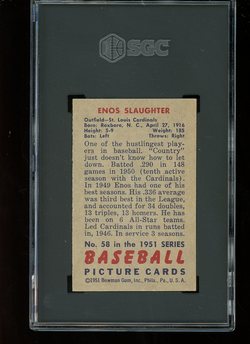 SGC
ENOS SLAUGHTER
Outfield—St. Louis Cardinals
Born: Roxboro, N. C., April 27, 1916
Height: 5-9 Weight: 185
Bats: Left Throws: Right
One of the hustlingest play-
ers in baseball. "Country"
just doesn't know how to let
down. Batted .290 in 148
games in 1950 (tenth active
season with the Cardinals).
In 1949 Enos had one of his
best seasons. His .336 average
was third best in the League,
and accounted for 34 doubles,
13 triples, 13 homers. He has
been on 6 All-Star teams.
Led Cardinals in runs batted
in, 1946. In service 3 seasons.
No. 58 in the 1951 SERIES
BASEBALL
PICTURE CARDS
©1951 Bowman Gum, Inc., Phila., Pa., U. S. A.